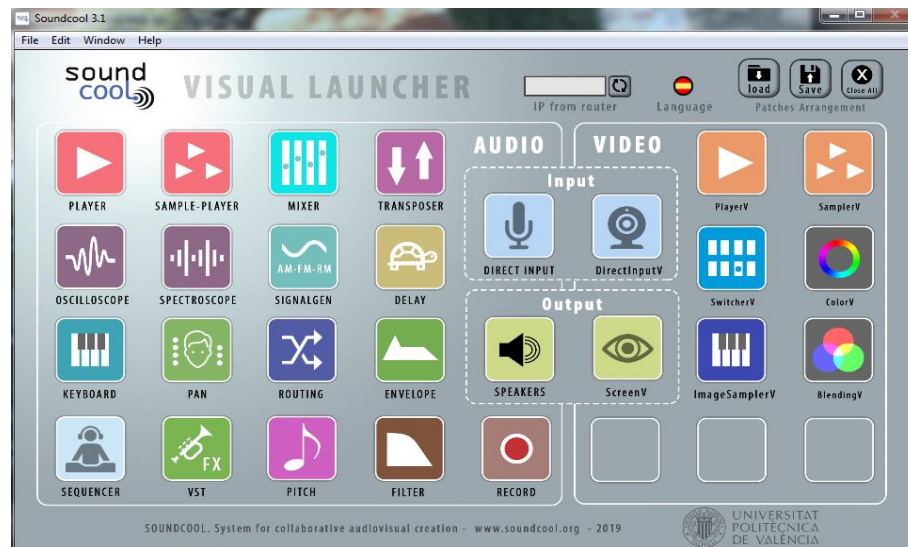 Soundcool 3.1
File Edit Window Help
sound
cool
VISUAL LAUNCHER
IP from router
Language
load
Save
Close All
Patches Arrangement
AUDIO
VIDEO
PLAYER
SAMPLE-PLAYER
MIXER
TRANSPOSER
Input
DIRECT INPUT
DirectInputV
PlayerV
SamplerV
OSCILLOSCOPE
SPECTROSCOPE
AM-FM-RM
SIGNALGEN
DELAY
Output
SPEAKERS
ScreenV
SwitcherV
ColorV
KEYBOARD
PAN
ROUTING
ENVELOPE
ImageSamplerV
BlendingV
SEQUENCER
FX
VST
PITCH
FILTER
RECORD
SOUNDCOOL. System for collaborative audiovisual creation - www.soundcool.org - 2019
UNIVERSITAT
POLITÈCNICA
DE VALÈNCIA